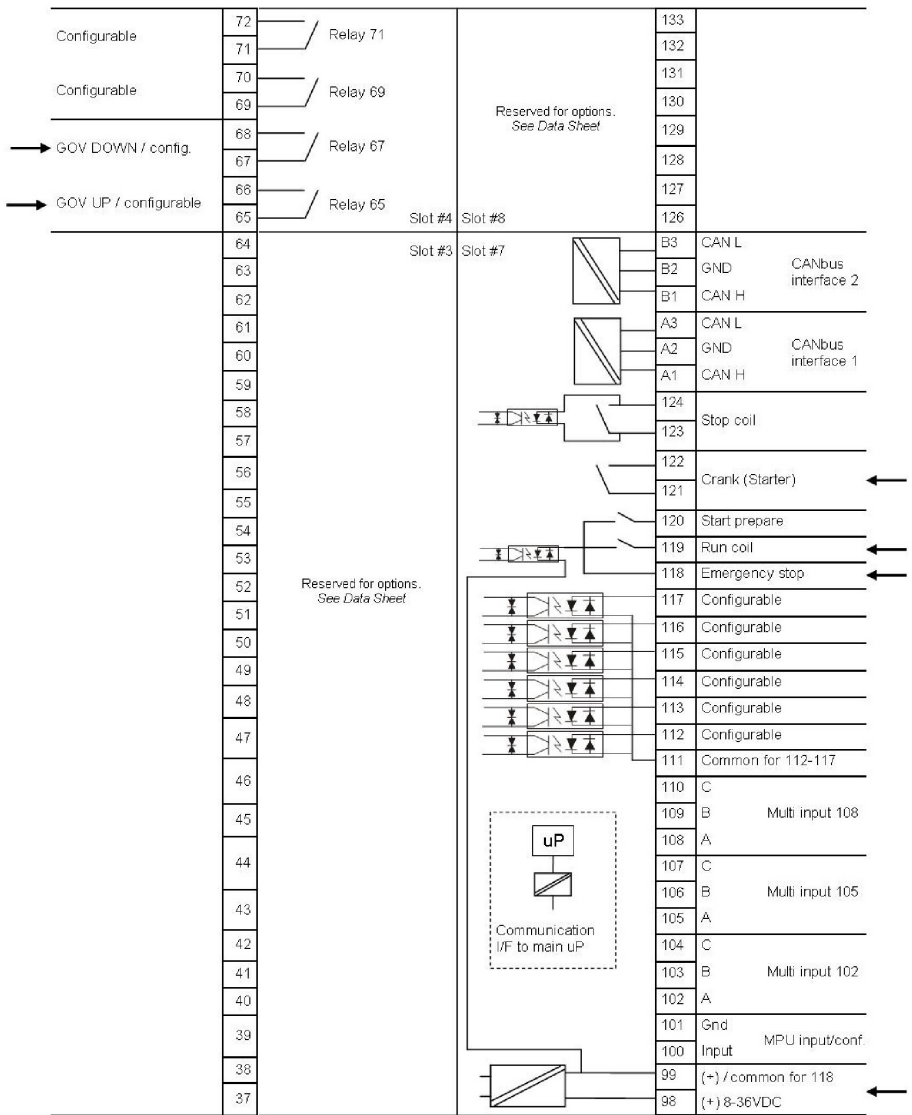 72
Configurable
Relay 71
71
70
Configurable
Relay 69
69
68
GOV DOWN / config.
Relay 67
67
66
GOV UP / configurable
Relay 65
65
Slot #4
Slot #8
133
132
131
130
Reserved for options.
See Data Sheet
129
128
127
126
Slot #3
Slot #7
64
63
62
61
60
59
58
57
56
55
54
53
52
51
50
49
48
47
46
45
44
43
42
41
40
39
38
37
Reserved for options.
See Data Sheet
B3 CAN L
B2 GND
CANbus
interface 2
B1 CAN H
A3 CAN L
A2 GND
CANbus
interface 1
A1 CAN H
124
Stop coil
123
122
Crank (Starter)
121
120 Start prepare
119 Run coil
118 Emergency stop
117 Configurable
116 Configurable
115 Configurable
114 Configurable
113 Configurable
112 Configurable
111 Common for 112-117
110 C
109 B Multi input 108
108 A
107 C
106 B Multi input 105
105 A
104 C
103 B Multi input 102
102 A
101 Gnd
MPU input/conf.
100 Input
99 (+) / common for 118
98 (+) 8-36VDC
uP
Communication
I/F to main uP